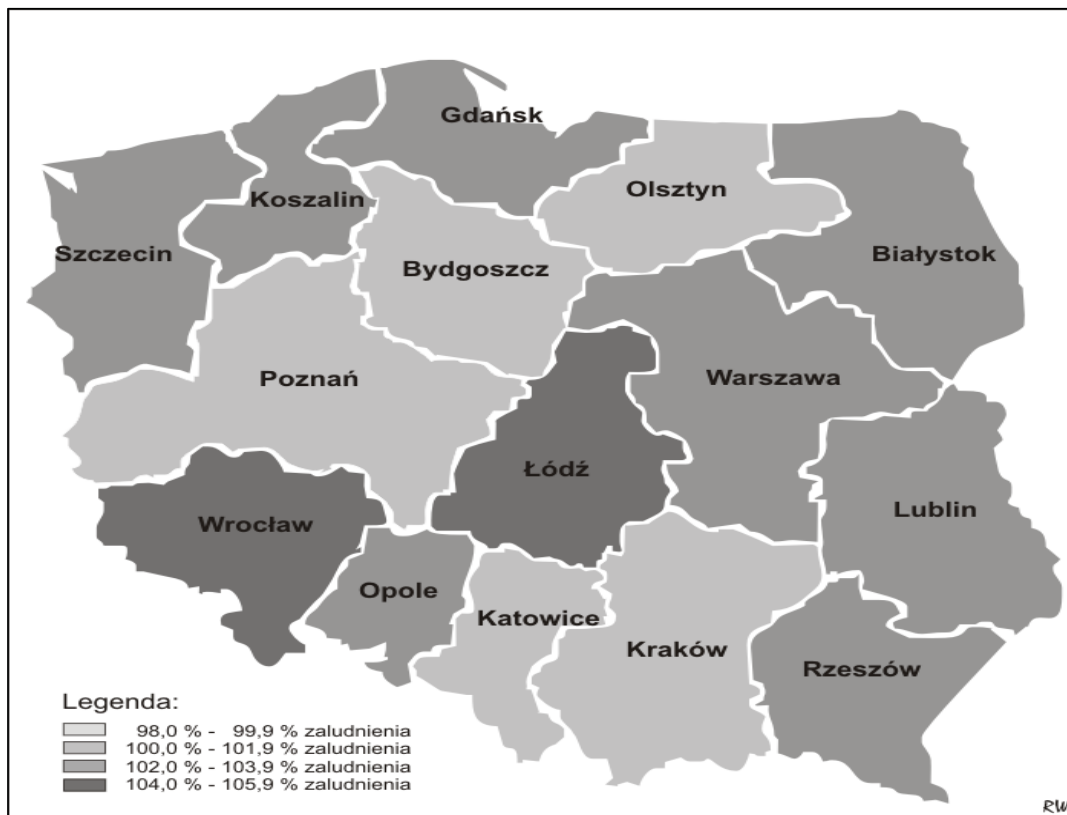 Gdańsk
Olsztyn
Koszalin
Szczecin
Białystok
Bydgoszcz
Poznań
Warszawa
Łódź
Lublin
Wrocław
Opole
Katowice
Kraków
Rzeszów
Legenda:
98,0 % - 99,9 % zaludnienia
100,0 % - 101,9 % zaludnienia
102,0 % - 103,9 % zaludnienia
104,0 % - 105,9 % zaludnienia
RW